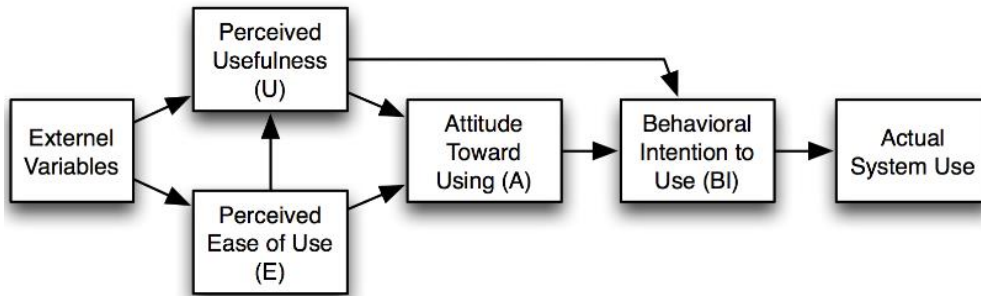 Perceived
Usefulness
(U)
Externel
Variables
Perceived
Ease of Use
(E)
Attitude
Toward
Using (A)
Behavioral
Intention to
Use (BI)
Actual
System Use